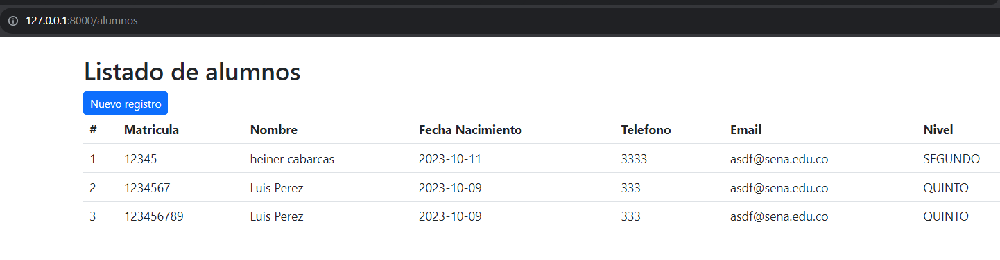 127.0.0.1:8000/alumnos
Listado de alumnos
Nuevo registro
# Matricula Nombre Fecha Nacimiento Telefono Email Nivel
1 12345 heiner cabarcas 2023-10-11 3333 asdf@sena.edu.co SEGUNDO
2 1234567 Luis Perez 2023-10-09 333 asdf@sena.edu.co QUINTO
3 123456789 Luis Perez 2023-10-09 333 asdf@sena.edu.co QUINTO